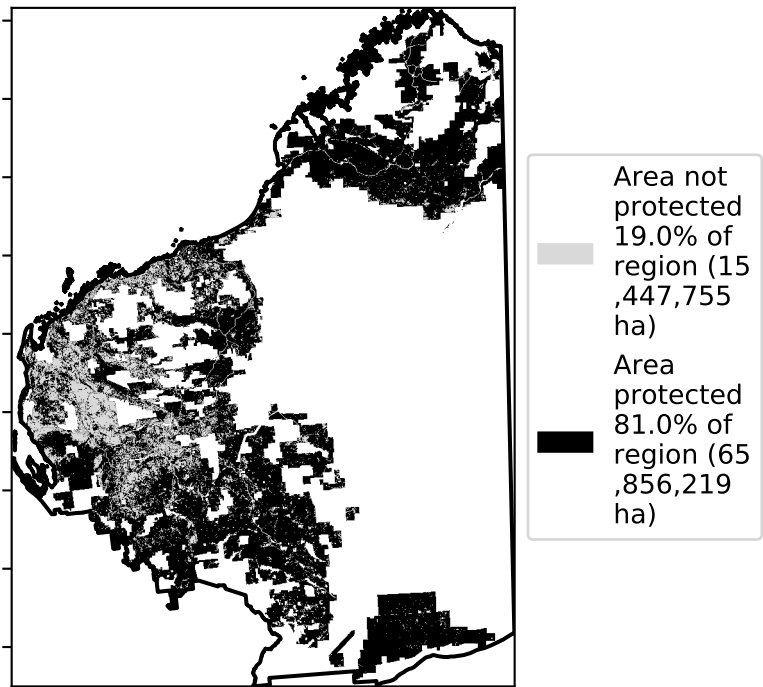 Area not
protected
19.0% of
region (15
,447,755
ha)
Area
protected
81.0% of
region (65
,856,219
ha)